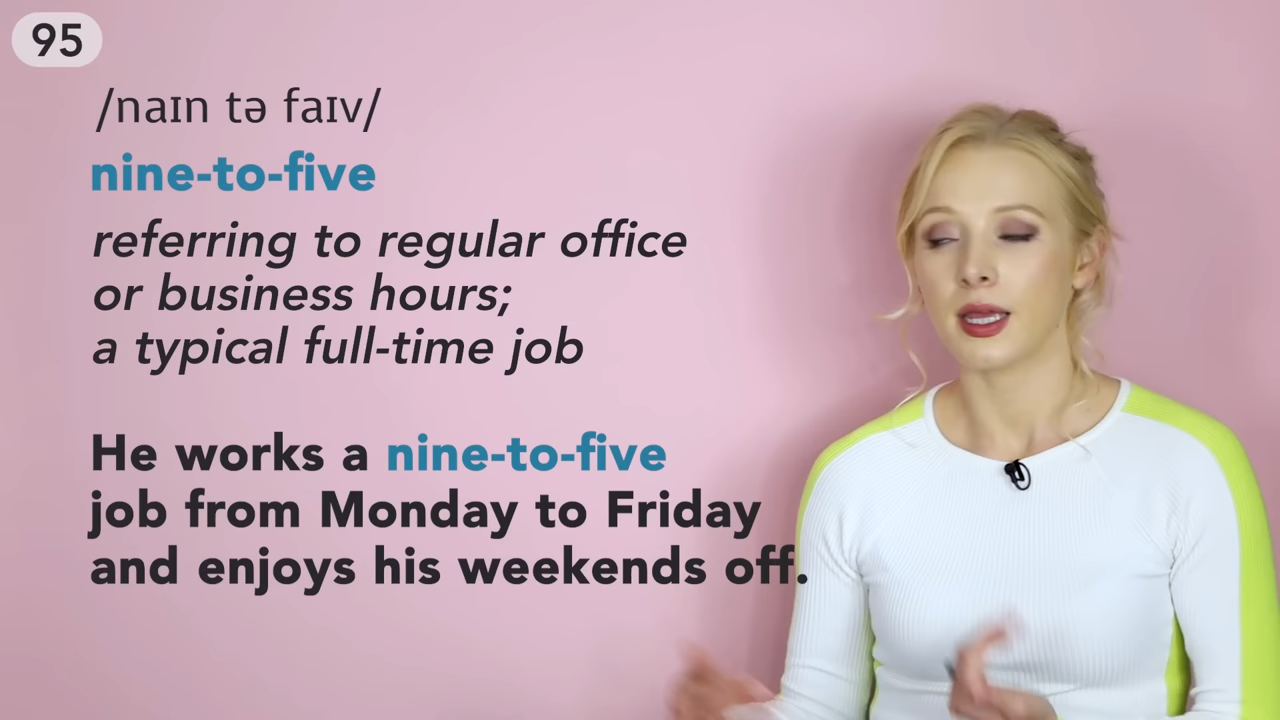 95
/naɪn tə faɪv/
nine-to-five
referring to regular office
or business hours;
a typical full-time job
He works a nine-to-five
job from Monday to Friday
and enjoys his weekends off.